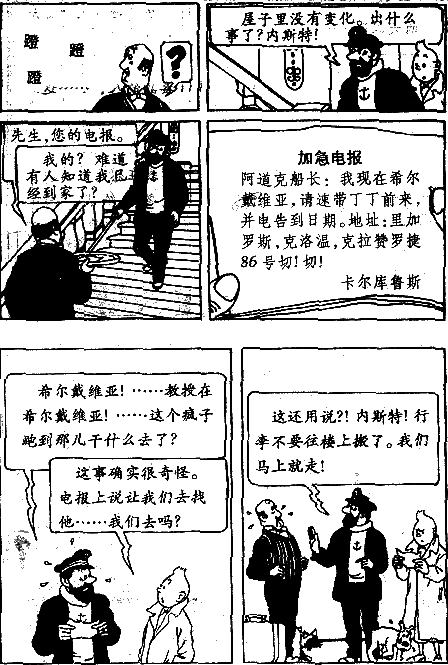 蹬
蹬
蹬
?
屋子里没有变化。出什么
事了?内斯特!
先生,您的电报。
我的? 难道
有人知道我已
经到家了?
加急电报
阿道克船长:我现在希尔
戴维亚,请速带丁丁前来,
并电告到日期。地址:里加
罗斯,克洛温,克拉赞罗捷
86号切!切!
卡尔库鲁斯
希尔戴维亚!……教授在
希尔戴维亚!……这个疯子
跑到那儿干什么去了?
这事确实很奇怪。
电报上说让我们去找
他……我们去吗?
这还用说?!内斯特!行
李不要往楼上搬了。我们
马上就走!